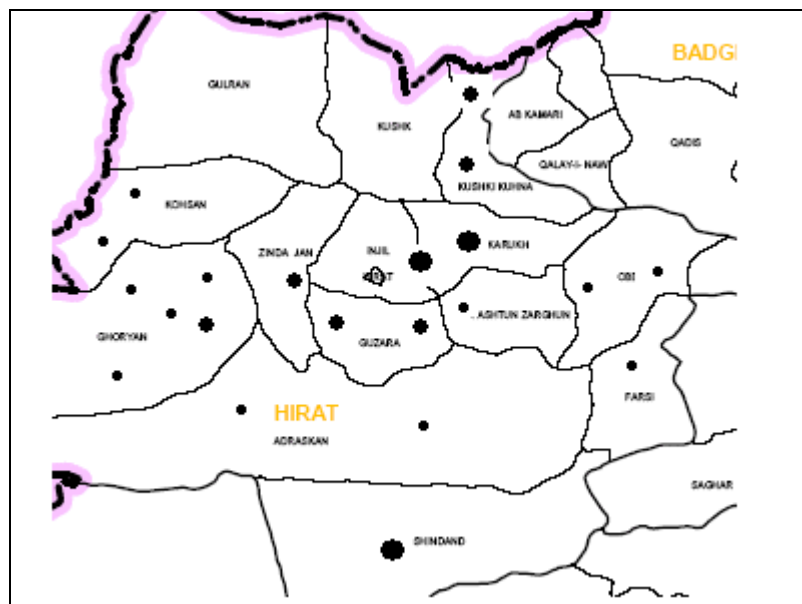 BADGI
GULRAN
AB KAMARI
KUSHK
QADIS
QALAY-I- NAW
KUSHKI KUHNA
KOHSAN
ZINDA JAN
INJIL
KARUKH
HIRAT
OBI
ASHTUN ZARGHUN
GHORYAN
GUZARA
FARSI
HIRAT
ADRASKAN
SAGHAR
SHINDAND